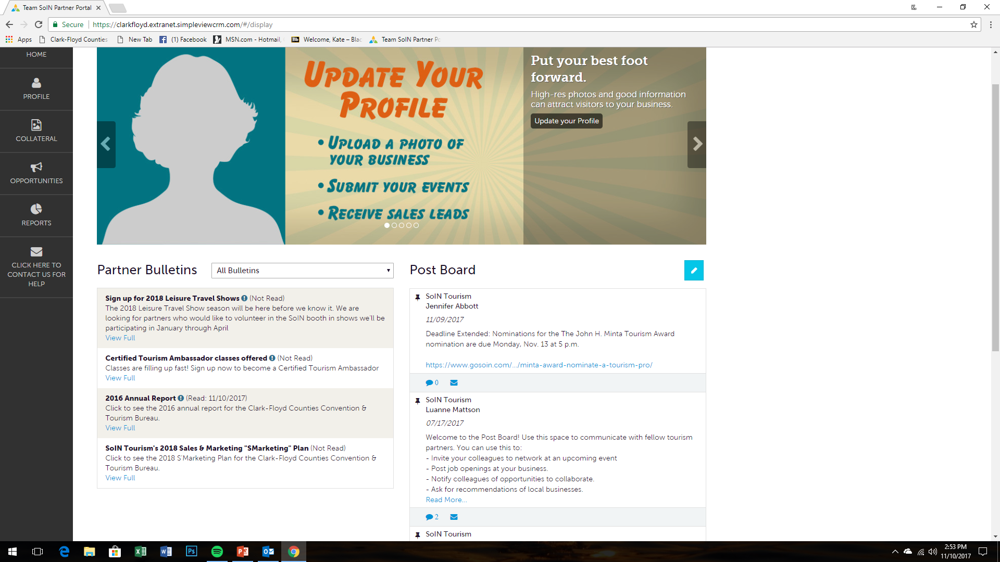 Team SoIN Partner Portal
Secure
https://clarkfloyd.extranet.simpleviewcrm.com/#/display
Apps
Clark-Floyd Counties
New Tab
(1) Facebook
MSN.com - Hotmail,
Bb
Welcome, Kate – Blac
Team SoIN Partner Po
HOME
PROFILE
COLLATERAL
OPPORTUNITIES
REPORTS
CLICK HERE TO
CONTACT US FOR
HELP
UPDATE YOUR
PROFILE
• UPLOAD A PHOTO OF
YOUR BUSINESS
• SUBMIT YOUR EVENTS
• RECEIVE SALES LEADS
Put your best foot
forward.
High-res photos and good information
can attract visitors to your business.
Update your Profile
Partner Bulletins
All Bulletins
Sign up for 2018 Leisure Travel Shows (Not Read)
The 2018 Leisure Travel Show season will be here before we know it. We are
looking for partners who would like to volunteer in the SoIN booth in shows we'll be
participating in January through April
View Full
Certified Tourism Ambassador classes offered (Not Read)
Classes are filling up fast! Sign up now to become a Certified Tourism Ambassador
View Full
2016 Annual Report (Read: 11/10/2017)
Click to see the 2016 annual report for the Clark-Floyd Counties Convention &
Tourism Bureau.
View Full
SoIN Tourism's 2018 Sales & Marketing "SMarketing" Plan (Not Read)
Click to see the 2018 S'Marketing Plan for the Clark-Floyd Counties Convention &
Tourism Bureau.
View Full
Post Board
SoIN Tourism
Jennifer Abbott
11/09/2017
Deadline Extended: Nominations for the The John H. Minta Tourism Award
nomination are due Monday, Nov. 13 at 5 p.m.
https://www.gosoin.com/.../minta-award-nominate-a-tourism-pro/
0
SoIN Tourism
Luanne Mattson
07/17/2017
Welcome to the Post Board! Use this space to communicate with fellow tourism
partners. You can use this to:
- Invite your colleagues to network at an upcoming event
- Post job openings at your business.
- Notify colleagues of opportunities to collaborate.
- Ask for recommendations of local businesses.
Read More...
2
SoIN Tourism
2:53 PM
11/10/2017